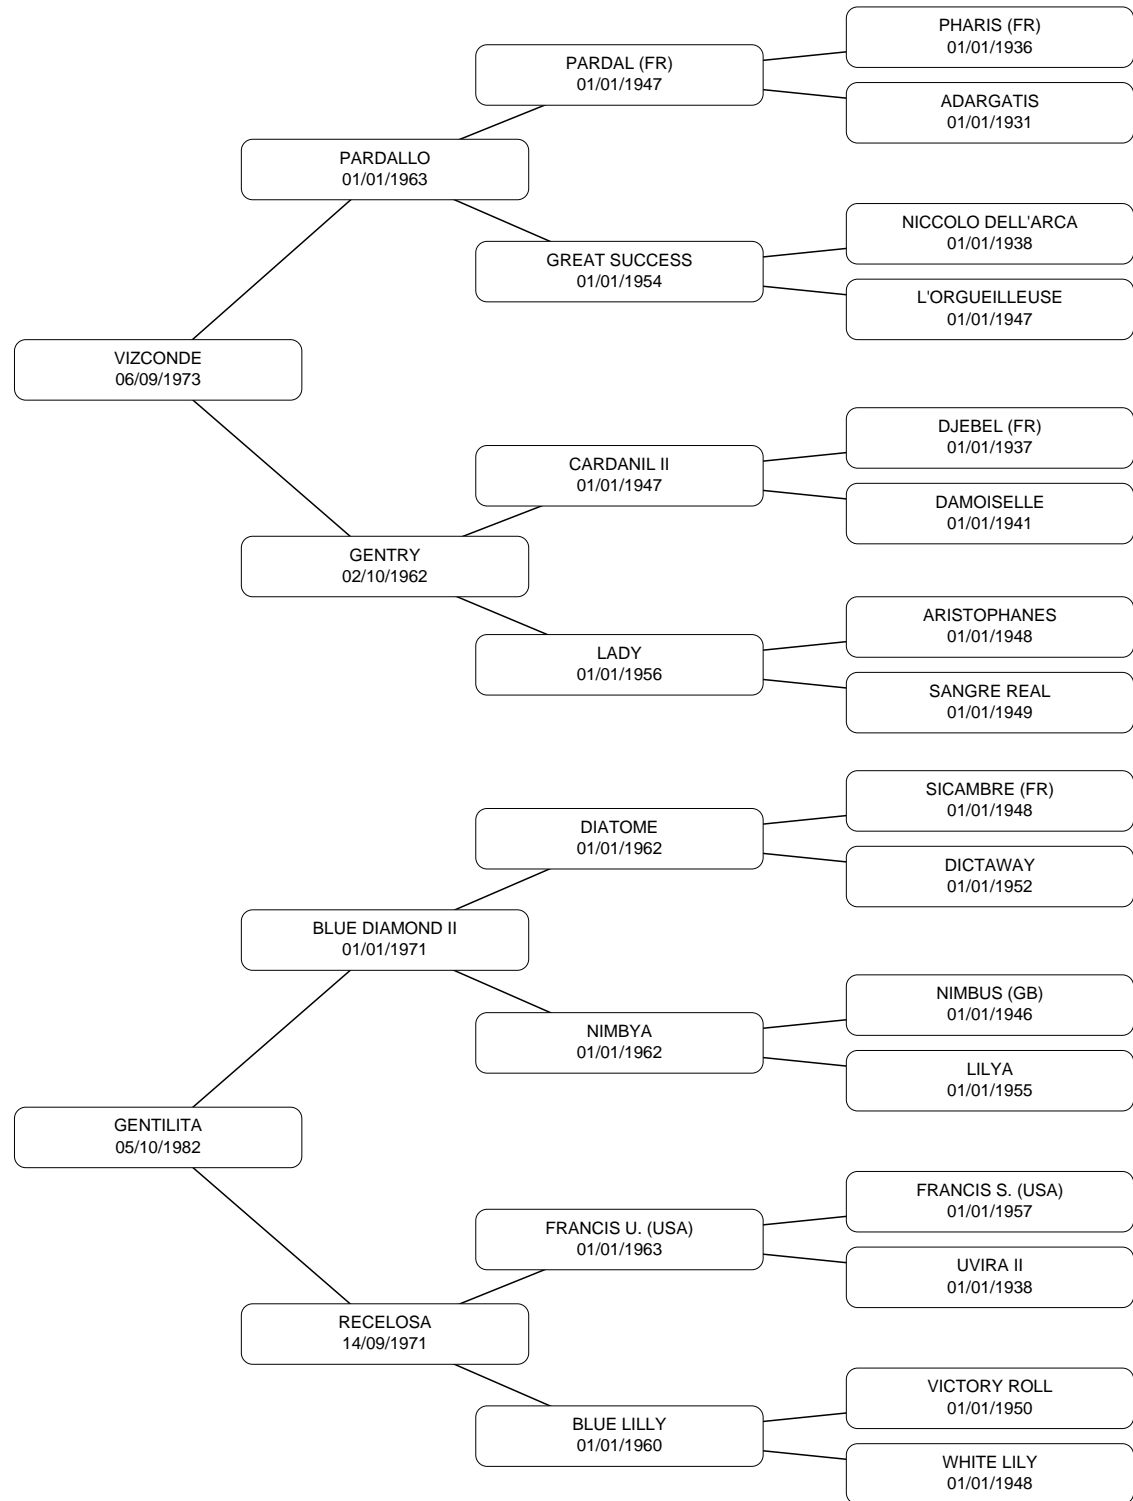 PHARIS (FR)
01/01/1936
PARDAL (FR)
01/01/1947
ADARGATIS
01/01/1931
PARDALLO
01/01/1963
NICCOLO DELL'ARCA
01/01/1938
GREAT SUCCESS
01/01/1954
L'ORGUEILLEUSE
01/01/1947
VIZCONDE
06/09/1973
DJEBEL (FR)
01/01/1937
CARDANIL II
01/01/1947
DAMOISELLE
01/01/1941
GENTRY
02/10/1962
ARISTOPHANES
01/01/1948
LADY
01/01/1956
SANGRE REAL
01/01/1949
SICAMBRE (FR)
01/01/1948
DIATOME
01/01/1962
DICTAWAY
01/01/1952
BLUE DIAMOND II
01/01/1971
NIMBUS (GB)
01/01/1946
NIMBYA
01/01/1962
LILYA
01/01/1955
GENTILITA
05/10/1982
FRANCIS S. (USA)
01/01/1957
FRANCIS U. (USA)
01/01/1963
UVIRA II
01/01/1938
RECELOSA
14/09/1971
VICTORY ROLL
01/01/1950
BLUE LILLY
01/01/1960
WHITE LILY
01/01/1948